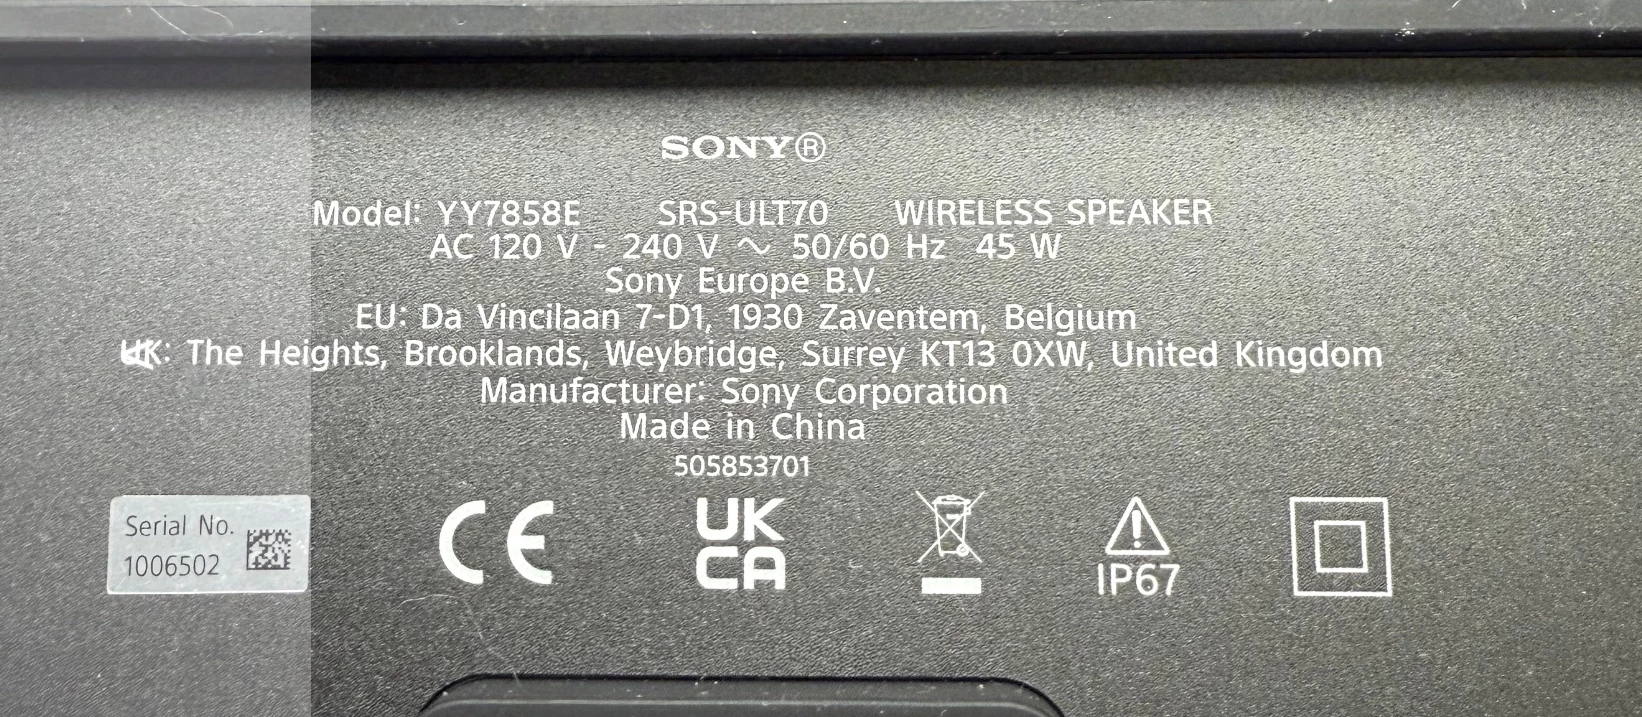 SONY®
Model: YY7858E SRS-ULT70 WIRELESS SPEAKER
AC 120 V - 240 V ~ 50/60 Hz 45 W
Sony Europe B.V.
EU: Da Vincilaan 7-D1, 1930 Zaventem, Belgium
UK: The Heights, Brooklands, Weybridge, Surrey KT13 0XW, United Kingdom
Manufacturer: Sony Corporation
Made in China
505853701
Serial No.
1006502
CE
UK
CA
IP67